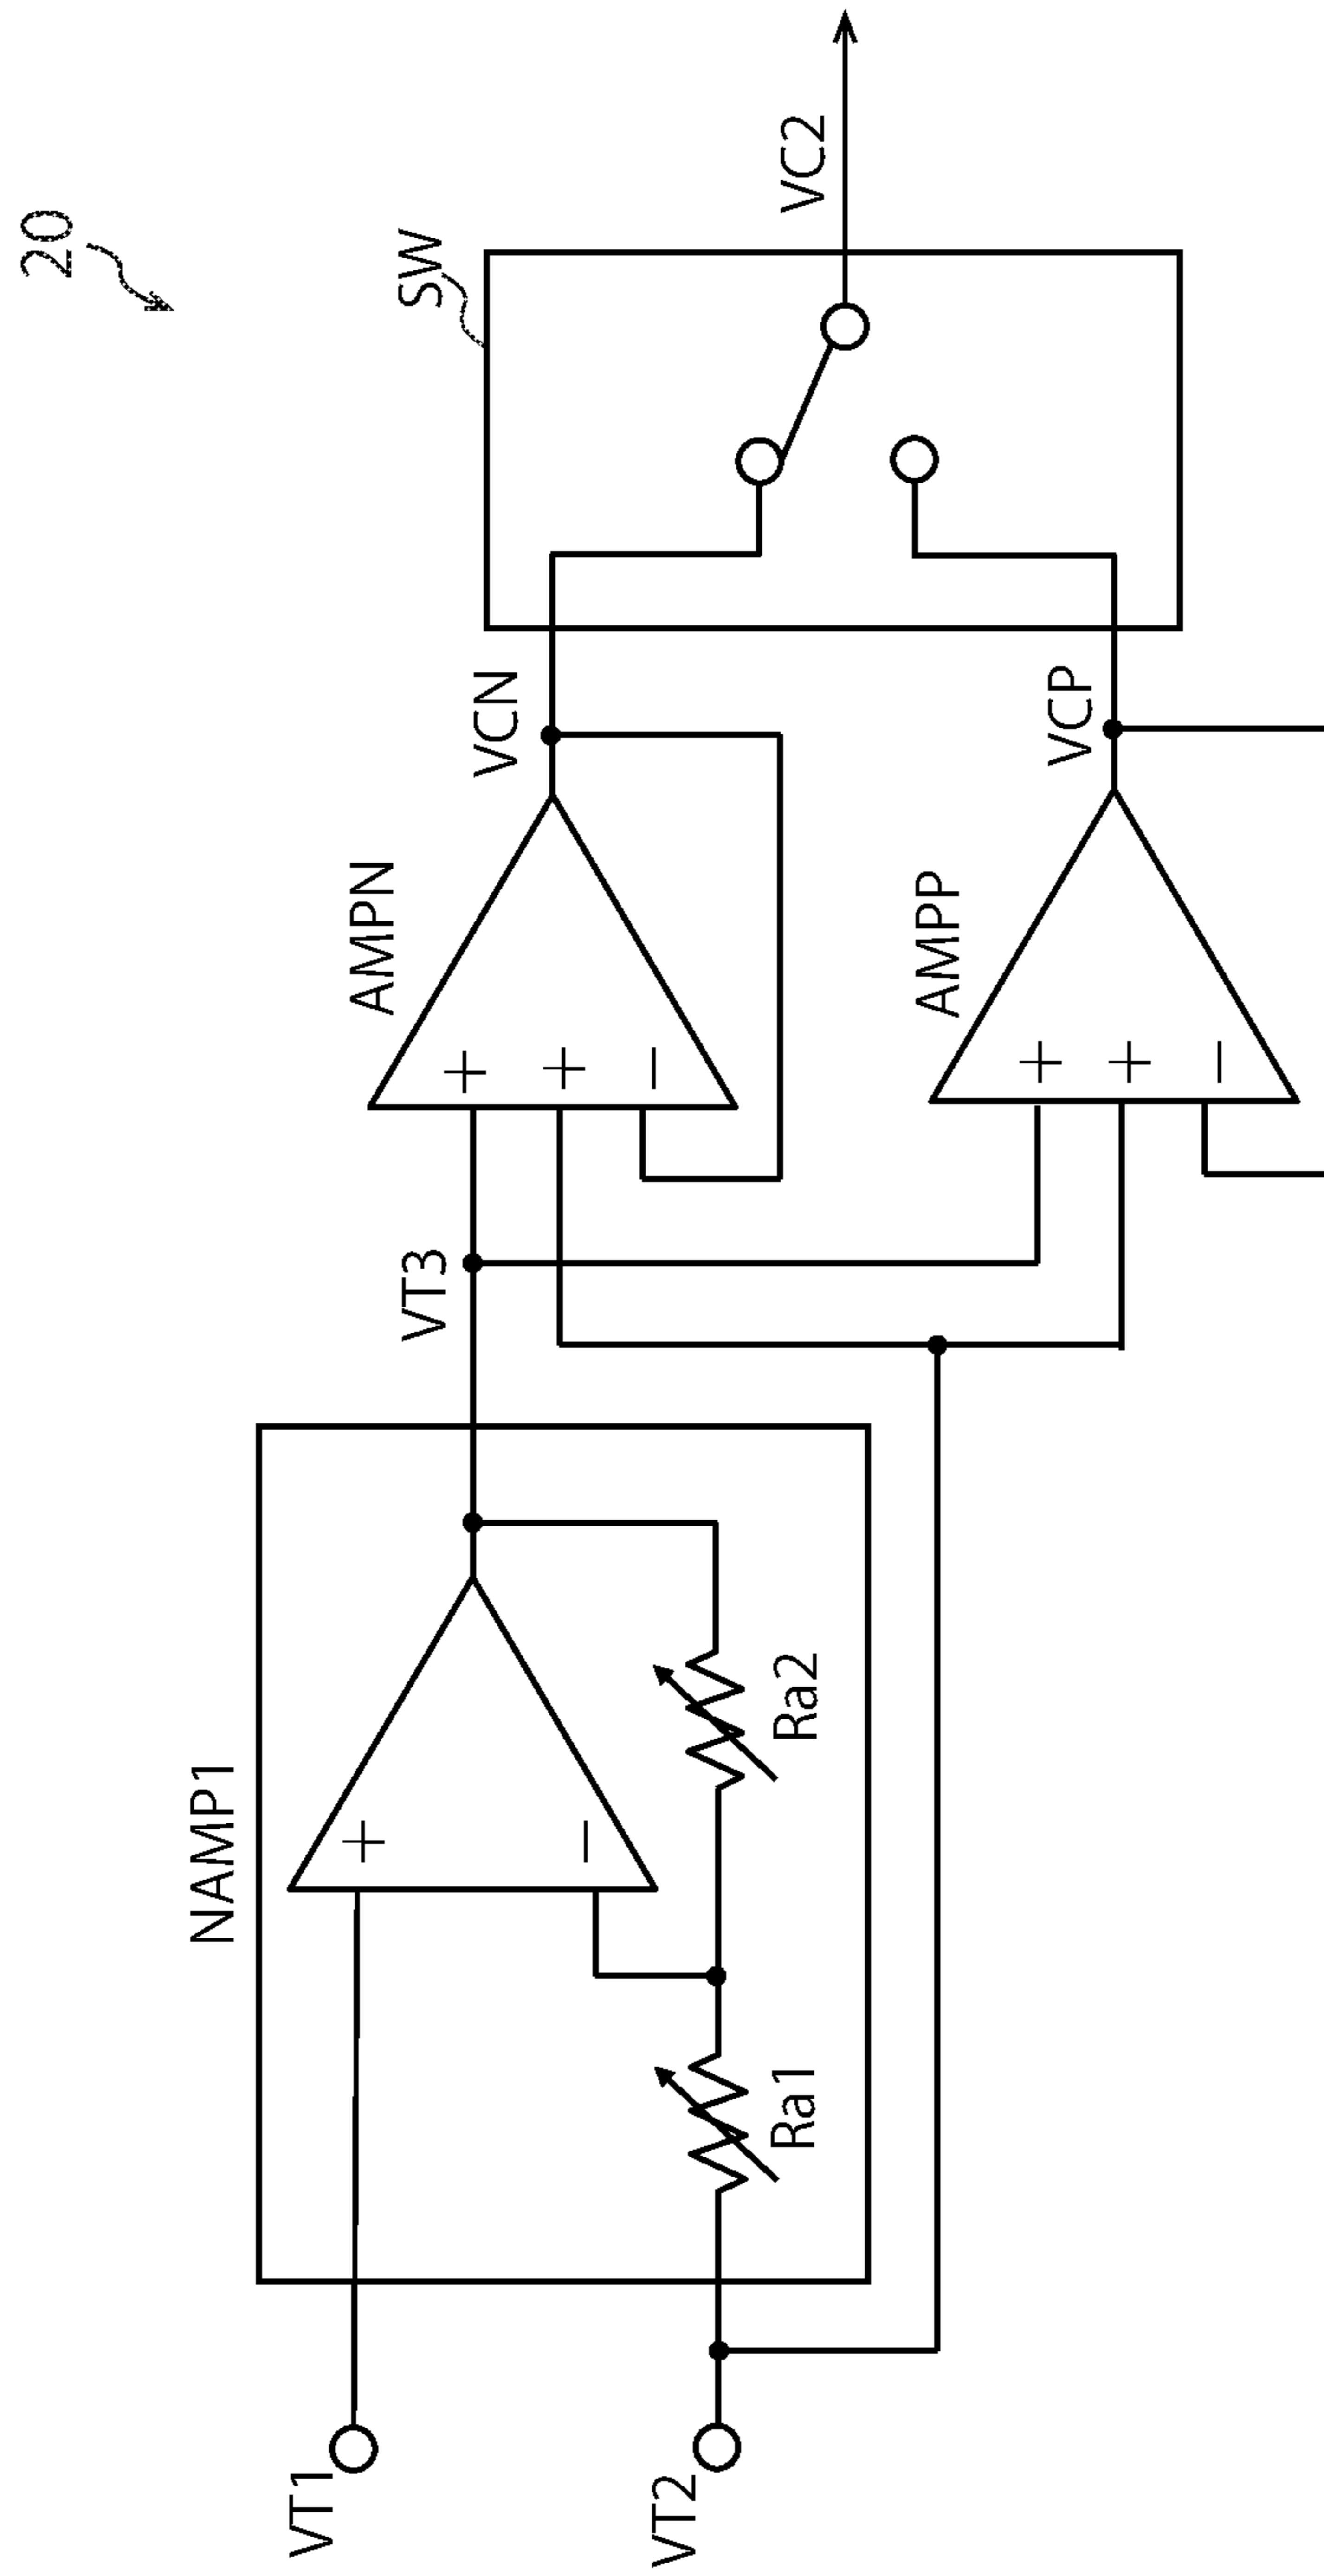 20
SW
VC2
VCN
VCP
AMPN
+
+
−
AMPP
+
+
−
VT3
NAMP1
+
−
Ra2
Ra1
VT1
VT2